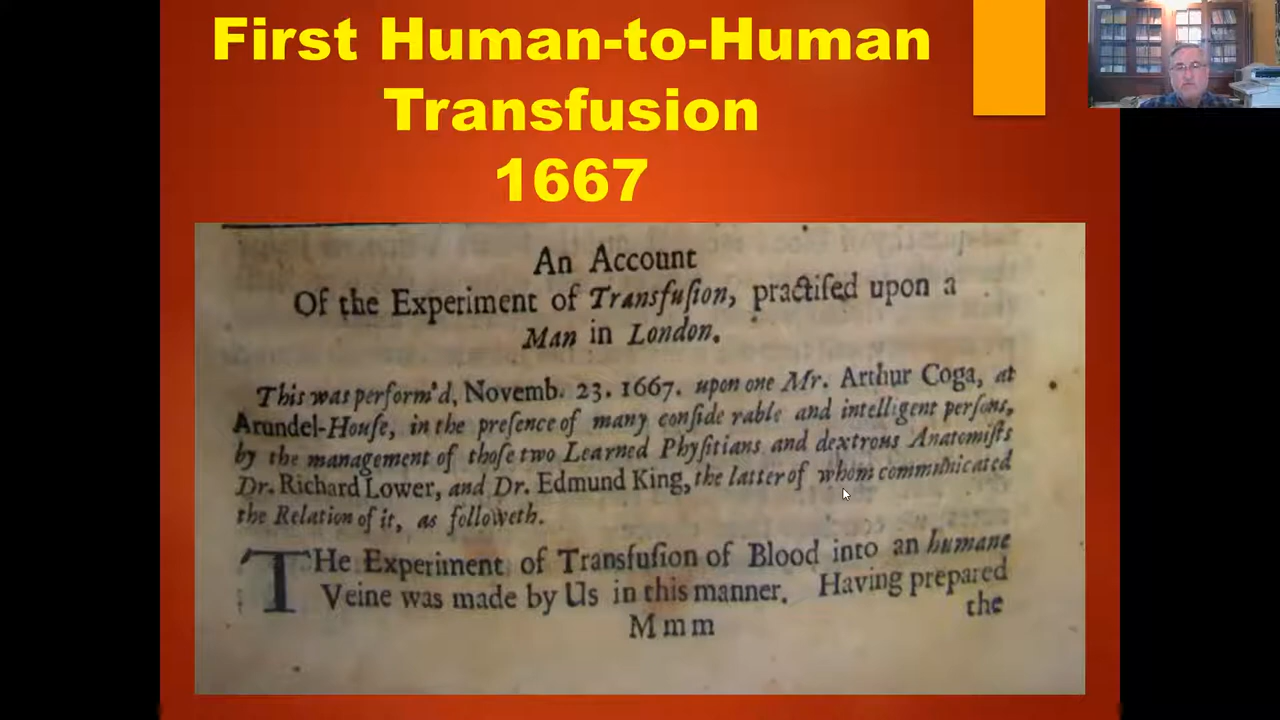 First Human-to-Human
Transfusion
1667
An Account
Of the Experiment of Transfuſion, practiſed upon a
Man in London.
This was perform'd, Novemb. 23. 1667. upon one Mr. Arthur Coga, at
Arundel-Houſe, in the preſence of many conſide rable and intelligent perſons,
by the management of thoſe two Learned Phyſitians and dextrous Anatomiſts
Dr. Richard Lower, and Dr. Edmund King, the latter of whom communicated
the Relation of it, as followeth.
THe Experiment of Transfuſion of Blood into an humane
Veine was made by Us in this manner. Having prepared
the
Mmm